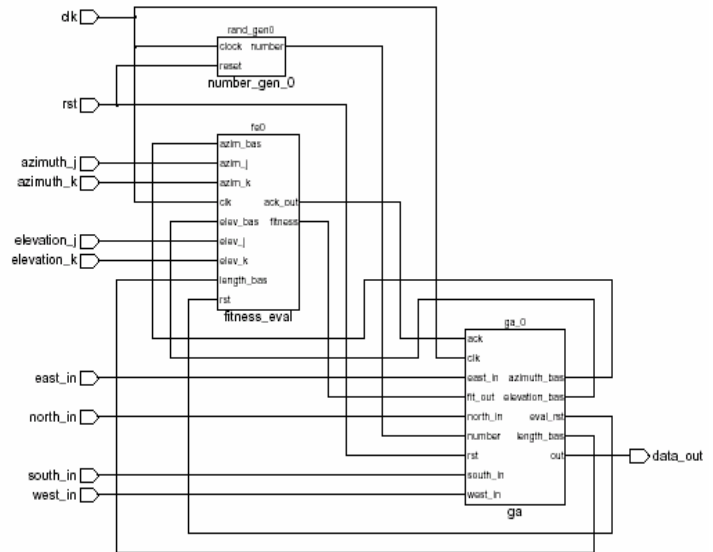 clk
rand_gen0
clock number
reset
number_gen_0
rst
fe0
azim_bas
azimuth_j
azim_j
azimuth_k
azim_k
clk ack_out
elev_bas fitness
elevation_j
elev_j
elevation_k
elev_k
length_bas
rst
fitness_eval
ga_0
ack
clk
east_in
east_in azimuth_bas
fit_out elevation_bas
north_in
north_in eval_rst
number length_bas
rst out
data_out
south_in
south_in
west_in
west_in
ga